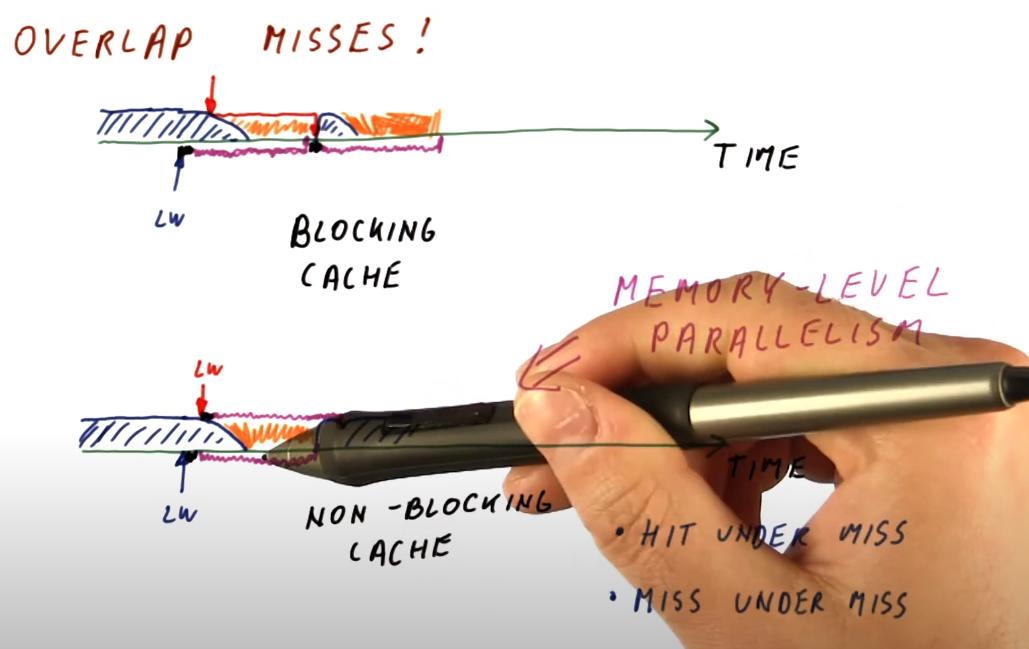 OVERLAP MISSES!
TIME
LW
BLOCKING
CACHE
MEMORY-LEVEL
PARALLELISM
LW
TIME
LW
NON-BLOCKING
CACHE
• HIT UNDER MISS
• MISS UNDER MISS